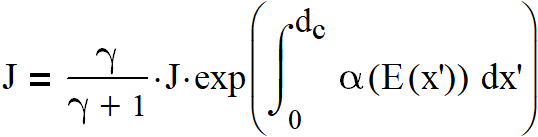 J = γ/(γ + 1) · J · exp(∫₀^{d_c} α(E(x')) dx')